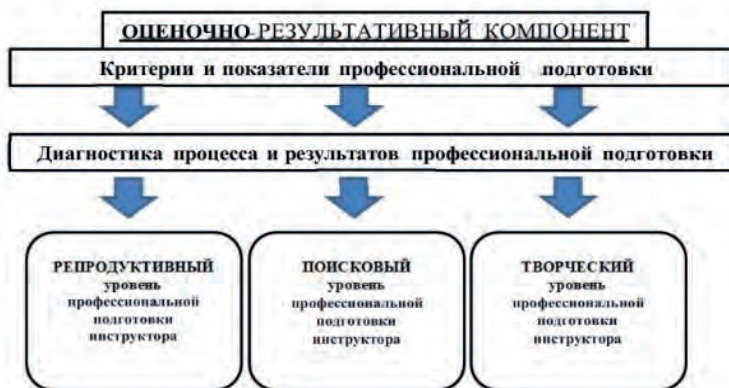 ОЦЕНОЧНО-РЕЗУЛЬТАТИВНЫЙ КОМПОНЕНТ
Критерии и показатели профессиональной подготовки
Диагностика процесса и результатов профессиональной подготовки
РЕПРОДУКТИВНЫЙ
уровень
профессиональной
подготовки
инструктора
ПОИСКОВЫЙ
уровень
профессиональной
подготовки
инструктора
ТВОРЧЕСКИЙ
уровень
профессиональной
подготовки
инструктора